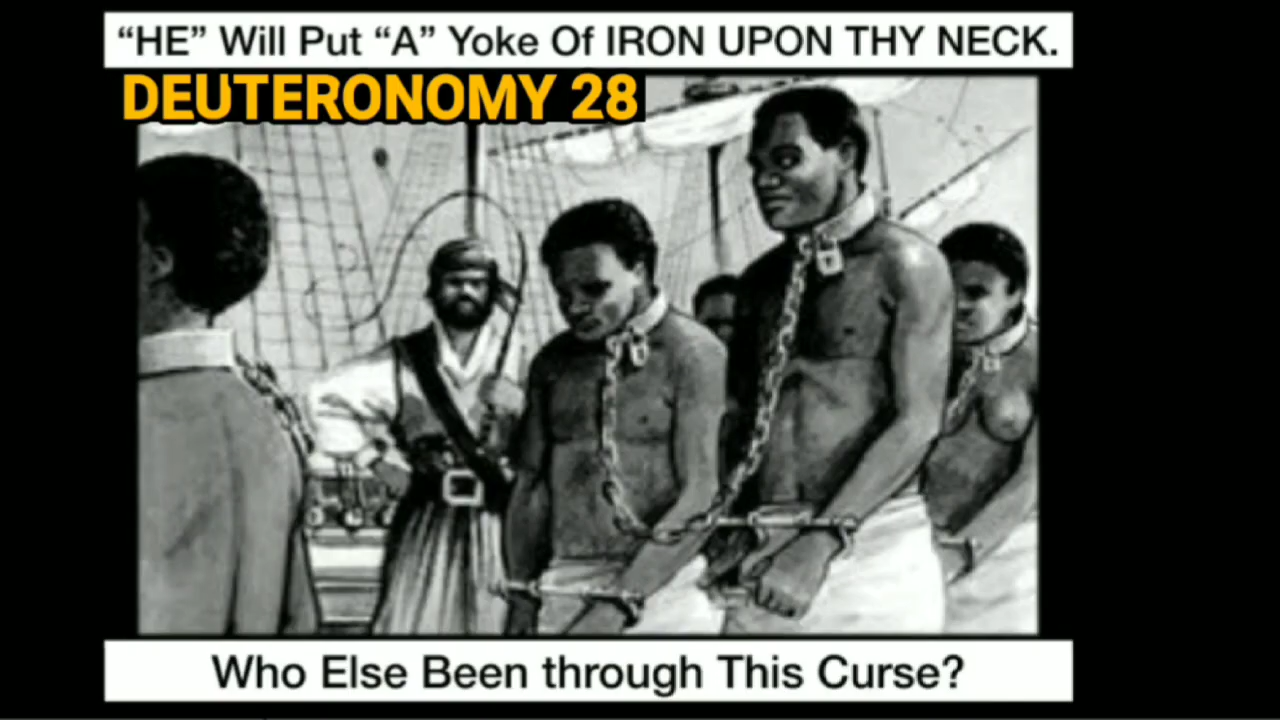 “HE” Will Put “A” Yoke Of IRON UPON THY NECK.
DEUTERONOMY 28
Who Else Been through This Curse?